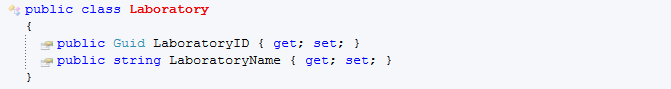 public class Laboratory
{
public Guid LaboratoryID { get; set; }
public string LaboratoryName { get; set; }
}